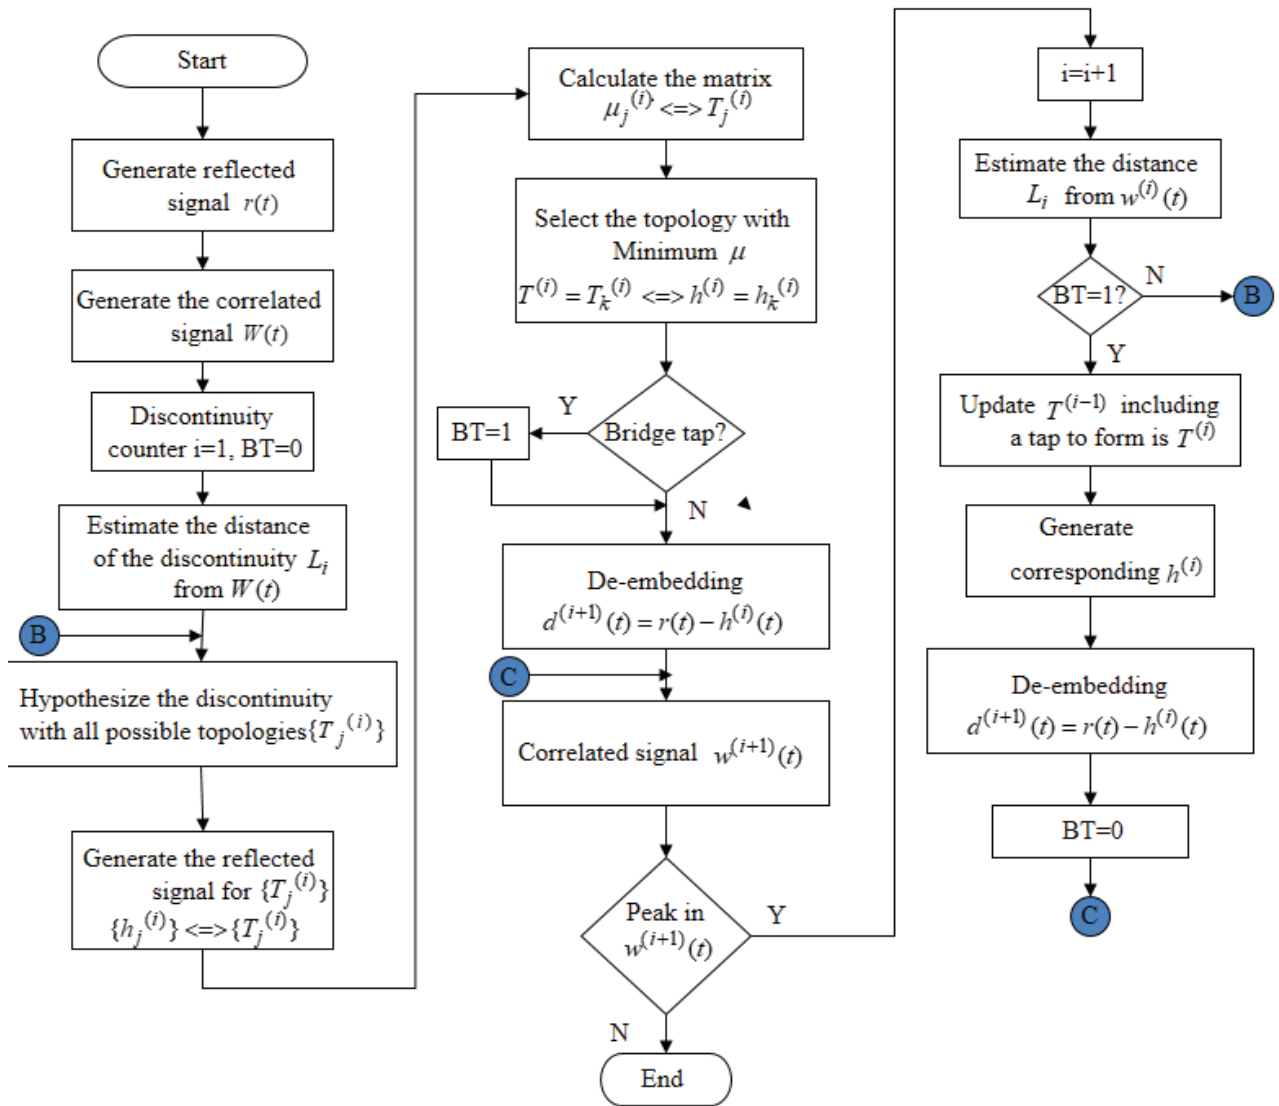 Start
Generate reflected
signal r(t)
Generate the correlated
signal W(t)
Discontinuity
counter i=1, BT=0
Estimate the distance
of the discontinuity L_i
from W(t)
B
Hypothesize the discontinuity
with all possible topologies{T_j^(i)}
Generate the reflected
signal for {T_j^(i)}
{h_j^(i)} <=> {T_j^(i)}
Calculate the matrix
μ_j^(i) <=> T_j^(i)
Select the topology with
Minimum μ
T^(i) = T_k^(i) <=> h^(i) = h_k^(i)
Bridge tap?
Y
BT=1
N
De-embedding
d^(i+1)(t) = r(t) − h^(i)(t)
C
Correlated signal w^(i+1)(t)
Peak in
w^(i+1)(t)
Y
N
End
i=i+1
Estimate the distance
L_i from w^(i)(t)
BT=1?
N
B
Y
Update T^(i−1) including
a tap to form is T^(i)
Generate
corresponding h^(i)
De-embedding
d^(i+1)(t) = r(t) − h^(i)(t)
BT=0
C